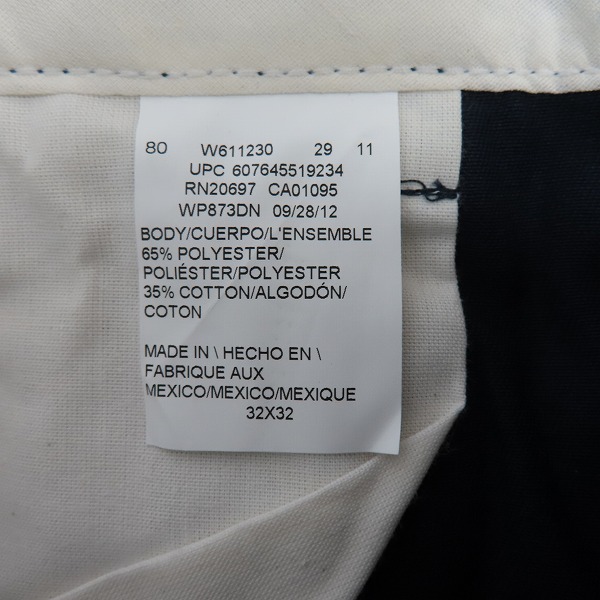 80 W611230 29 11
UPC 607645519234
RN20697 CA01095
WP873DN 09/28/12
BODY/CUERPO/L'ENSEMBLE
65% POLYESTER/
POLIÉSTER/POLYESTER
35% COTTON/ALGODÓN/
COTON
MADE IN \ HECHO EN \
FABRIQUE AUX
MEXICO/MEXICO/MEXIQUE
32X32